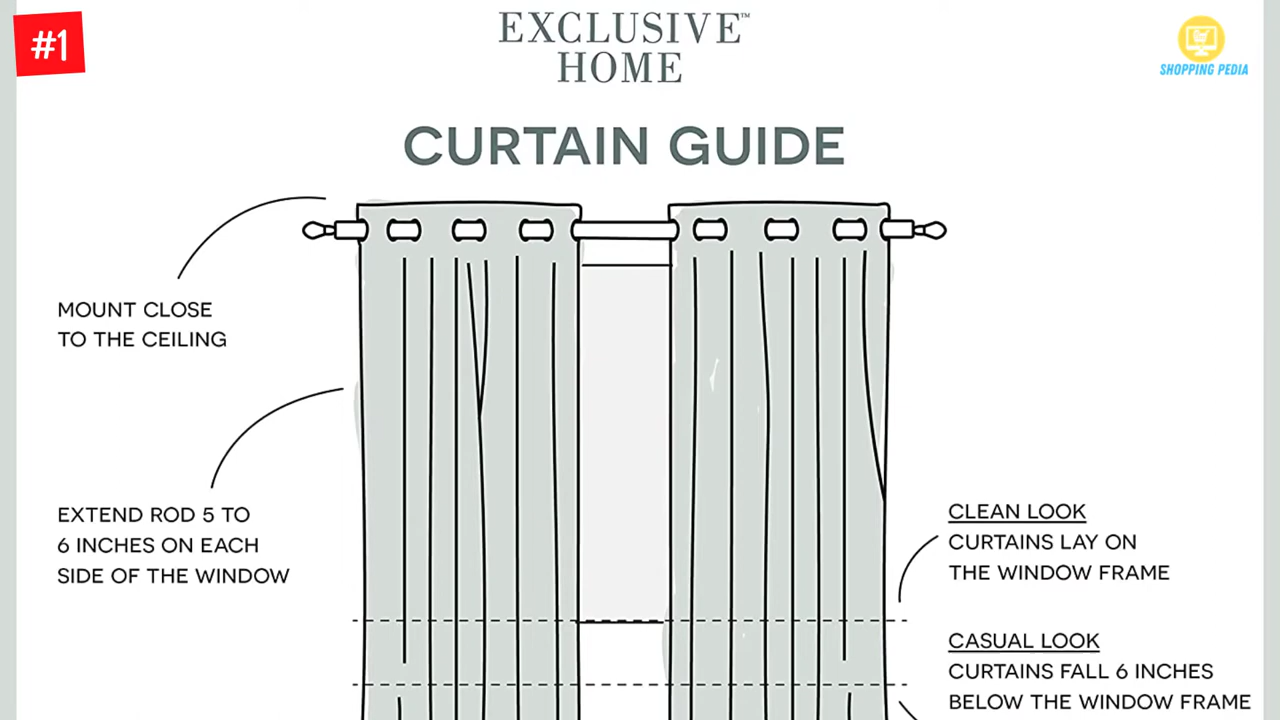 #1
EXCLUSIVE™
HOME
SHOPPING PEDIA
CURTAIN GUIDE
MOUNT CLOSE
TO THE CEILING
EXTEND ROD 5 TO
6 INCHES ON EACH
SIDE OF THE WINDOW
CLEAN LOOK
CURTAINS LAY ON
THE WINDOW FRAME
CASUAL LOOK
CURTAINS FALL 6 INCHES
BELOW THE WINDOW FRAME